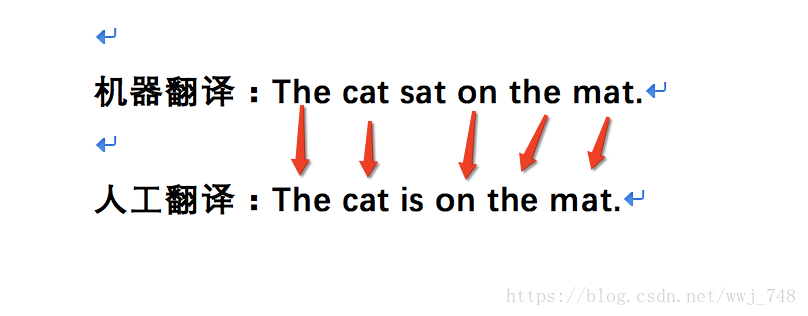 机器翻译：The cat sat on the mat.
人工翻译：The cat is on the mat.
https://blog.csdn.net/wwj_748